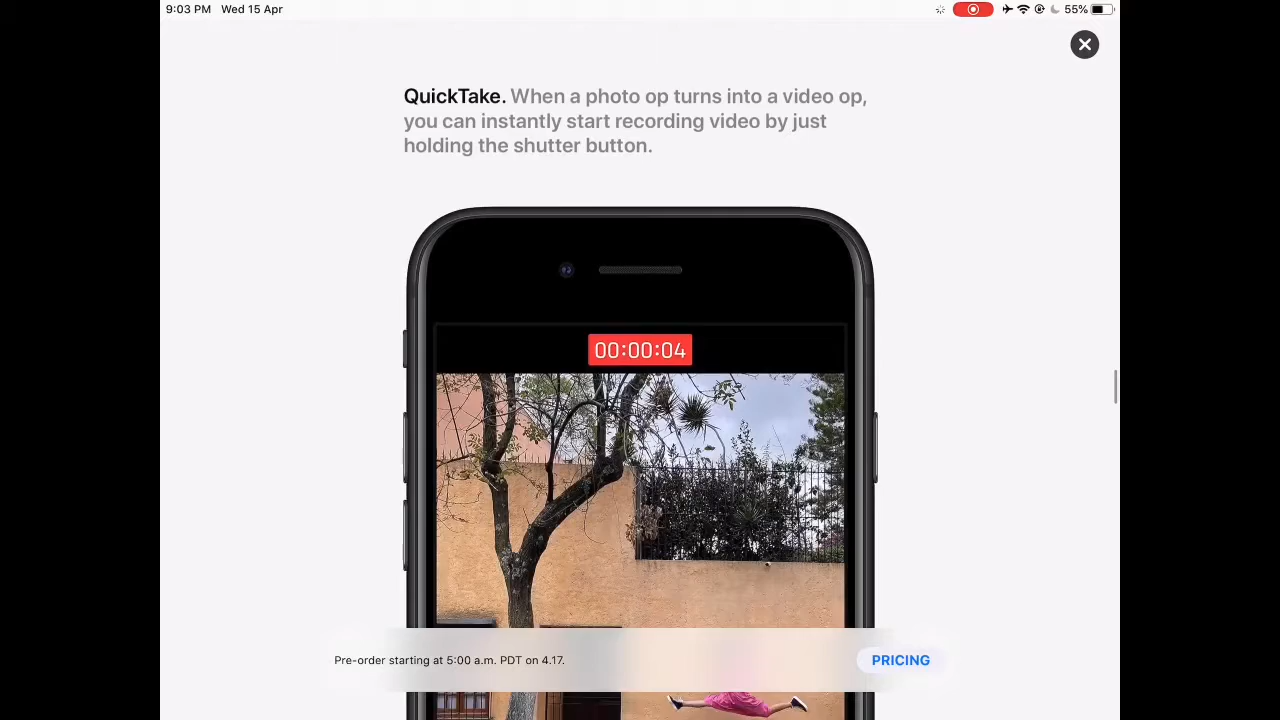 9:03 PM Wed 15 Apr 55%
QuickTake. When a photo op turns into a video op,
you can instantly start recording video by just
holding the shutter button.
00:00:04
Pre-order starting at 5:00 a.m. PDT on 4.17. PRICING